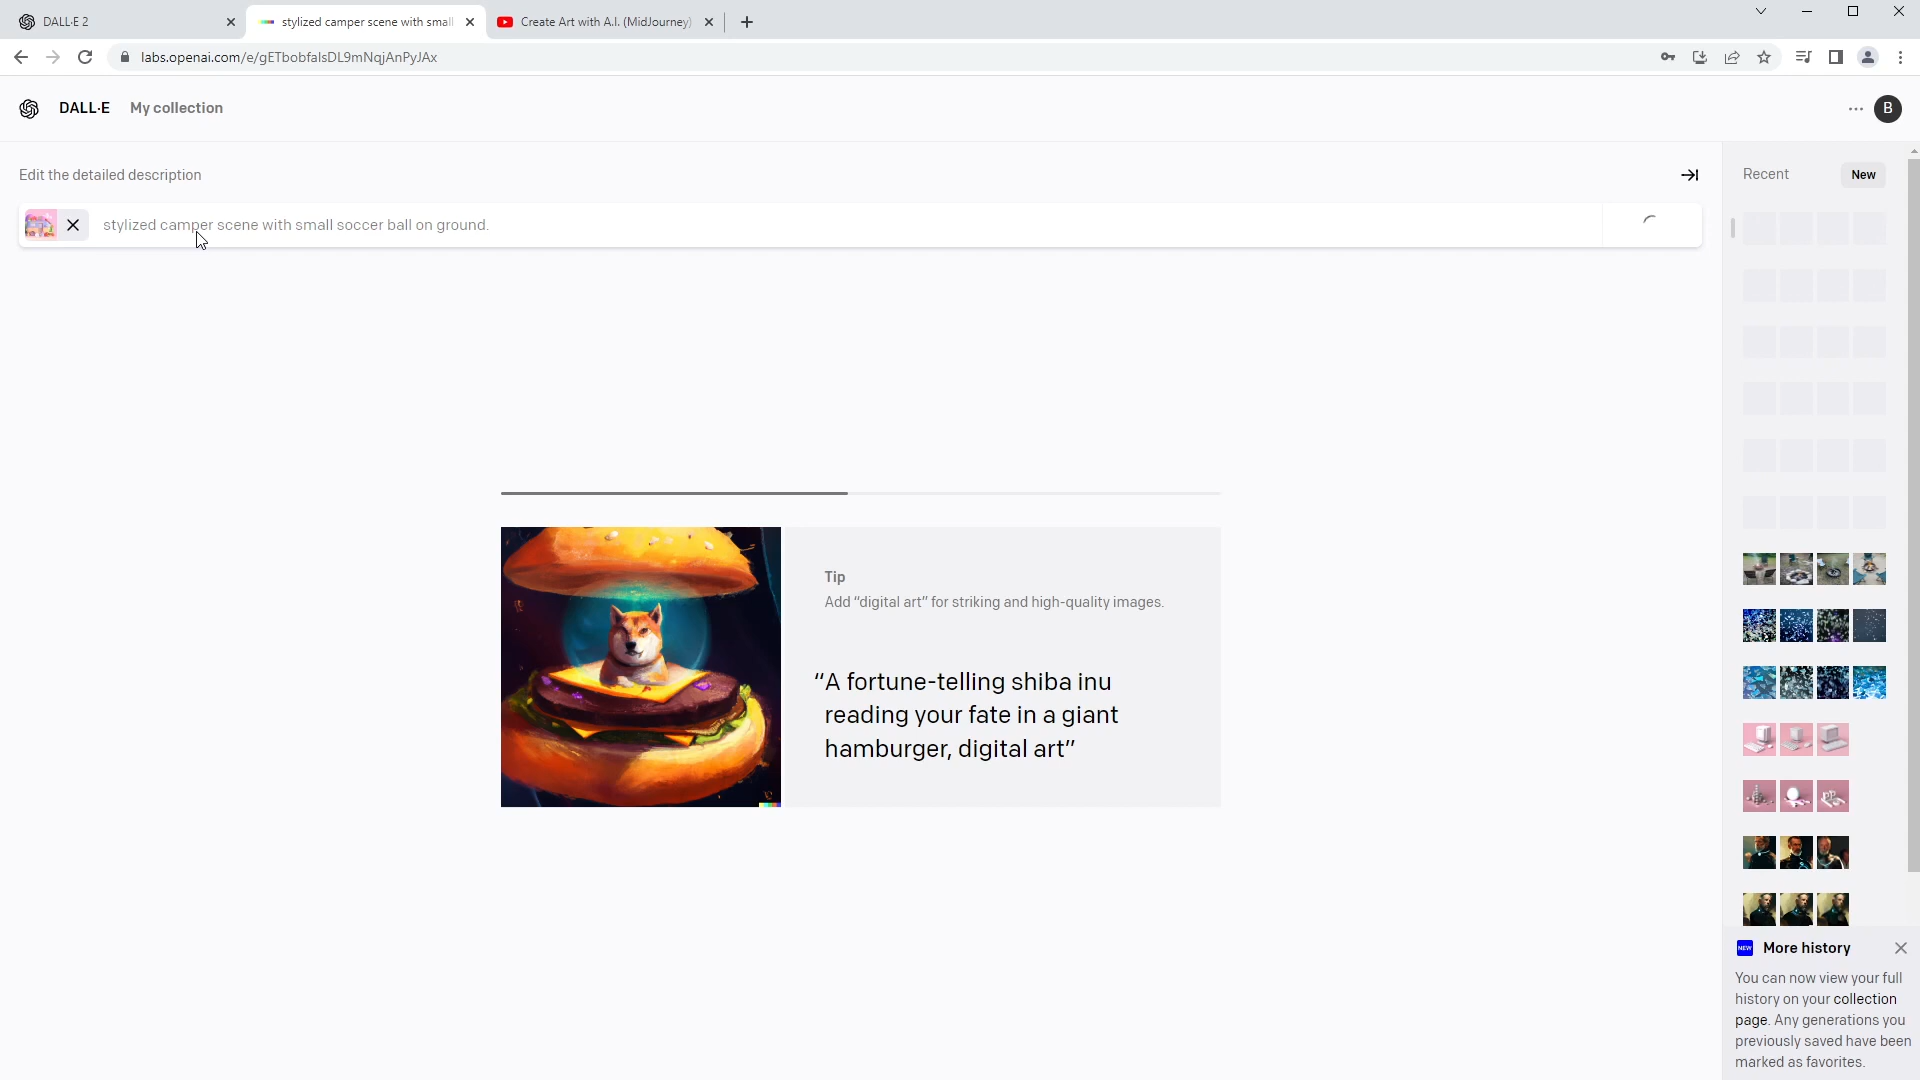 DALL·E 2
stylized camper scene with small
Create Art with A.I. (MidJourney)
labs.openai.com/e/gETbobfalsDL9mNqjAnPyJAx
DALL·E
My collection
B
Edit the detailed description
Recent
New
stylized camper scene with small soccer ball on ground.
Tip
Add “digital art” for striking and high-quality images.
“A fortune-telling shiba inu
reading your fate in a giant
hamburger, digital art”
NEW More history
You can now view your full
history on your collection
page. Any generations you
previously saved have been
marked as favorites.